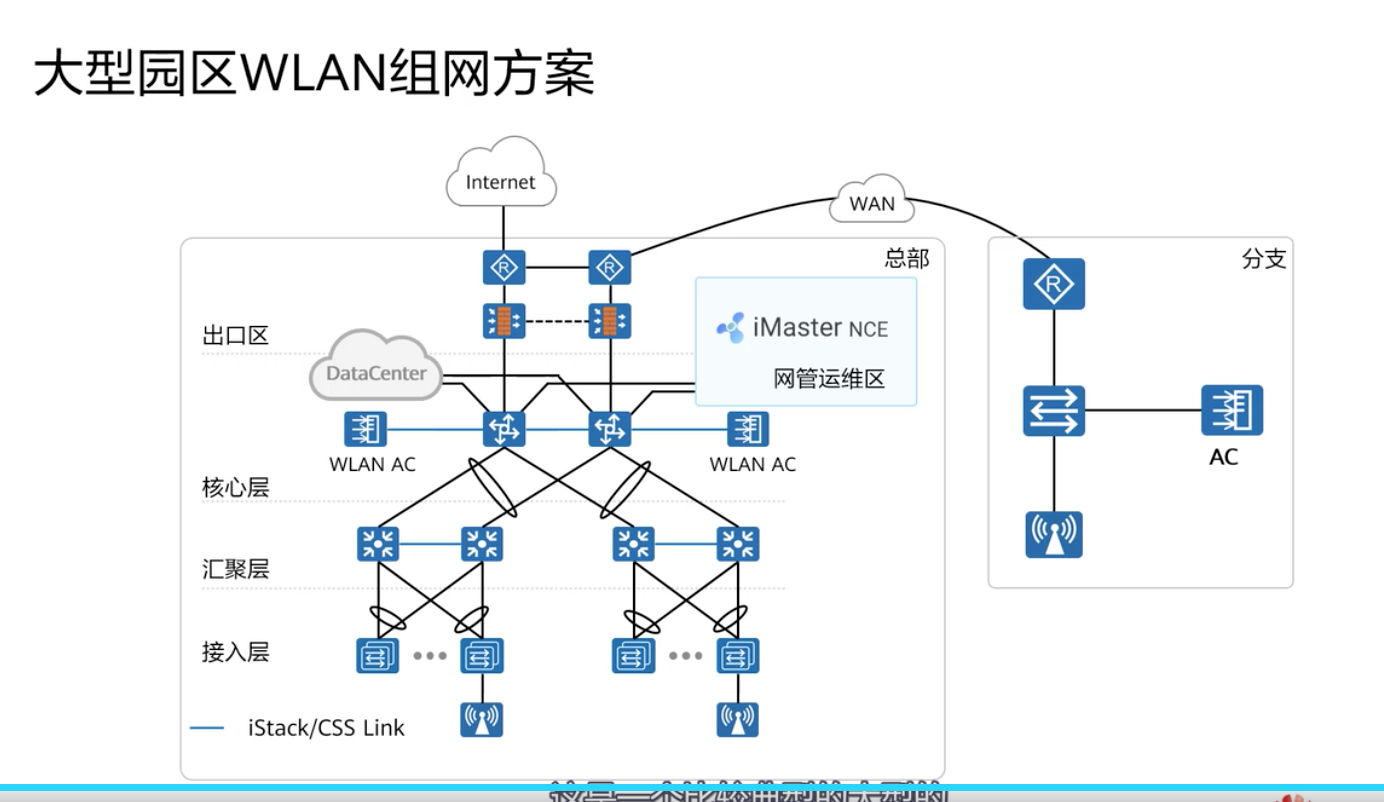 大型园区WLAN组网方案
Internet
WAN
总部
分支
R
R
R
出口区
iMaster NCE
网管运维区
DataCenter
WLAN AC
WLAN AC
AC
核心层
汇聚层
接入层
iStack/CSS Link